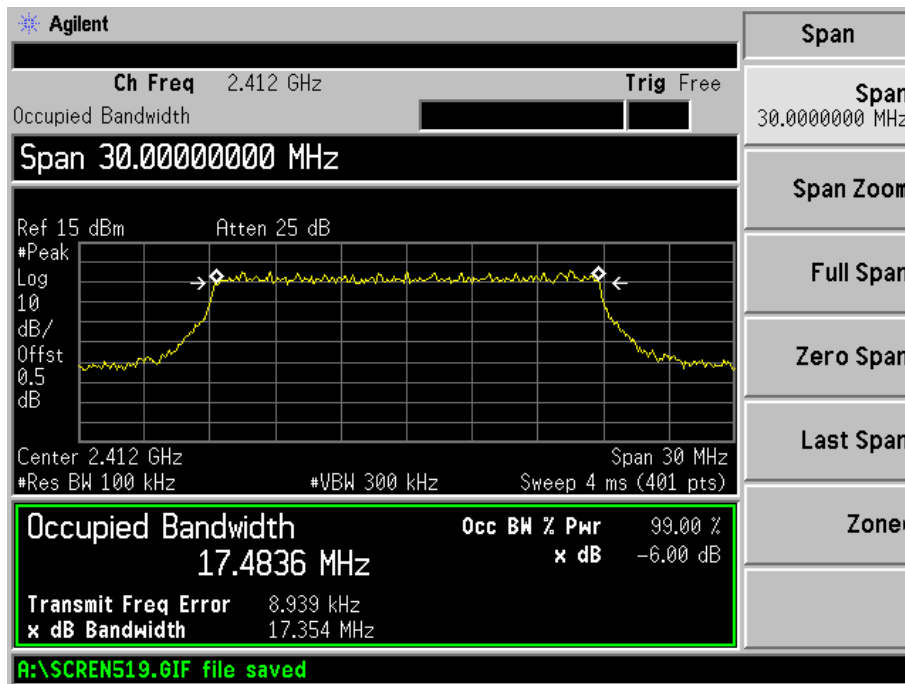 Agilent
Span
Ch Freq 2.412 GHz Trig Free
Occupied Bandwidth
Span 30.00000000 MHz
Span
30.0000000 MHz
Span Zoom
Full Span
Zero Span
Last Span
Zone
Ref 15 dBm Atten 25 dB
#Peak
Log
10
dB/
Offst
0.5
dB
Center 2.412 GHz Span 30 MHz
#Res BW 100 kHz #VBW 300 kHz Sweep 4 ms (401 pts)
Occupied Bandwidth Occ BW % Pwr 99.00 %
17.4836 MHz x dB -6.00 dB
Transmit Freq Error 8.939 kHz
x dB Bandwidth 17.354 MHz
A:\SCREN519.GIF file saved